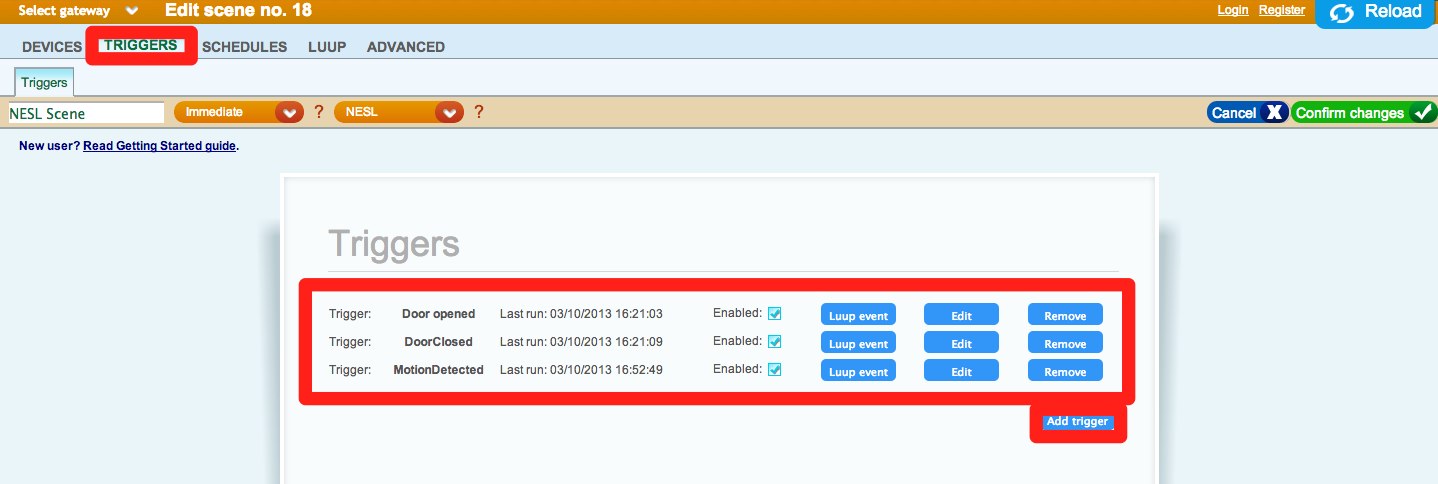 Select gateway Edit scene no. 18 Login Register Reload
DEVICES TRIGGERS SCHEDULES LUUP ADVANCED
Triggers
NESL Scene Immediate ? NESL ? Cancel X Confirm changes
New user? Read Getting Started guide.
Triggers
Trigger: Door opened Last run: 03/10/2013 16:21:03 Enabled: Luup event Edit Remove
Trigger: DoorClosed Last run: 03/10/2013 16:21:09 Enabled: Luup event Edit Remove
Trigger: MotionDetected Last run: 03/10/2013 16:52:49 Enabled: Luup event Edit Remove
Add trigger